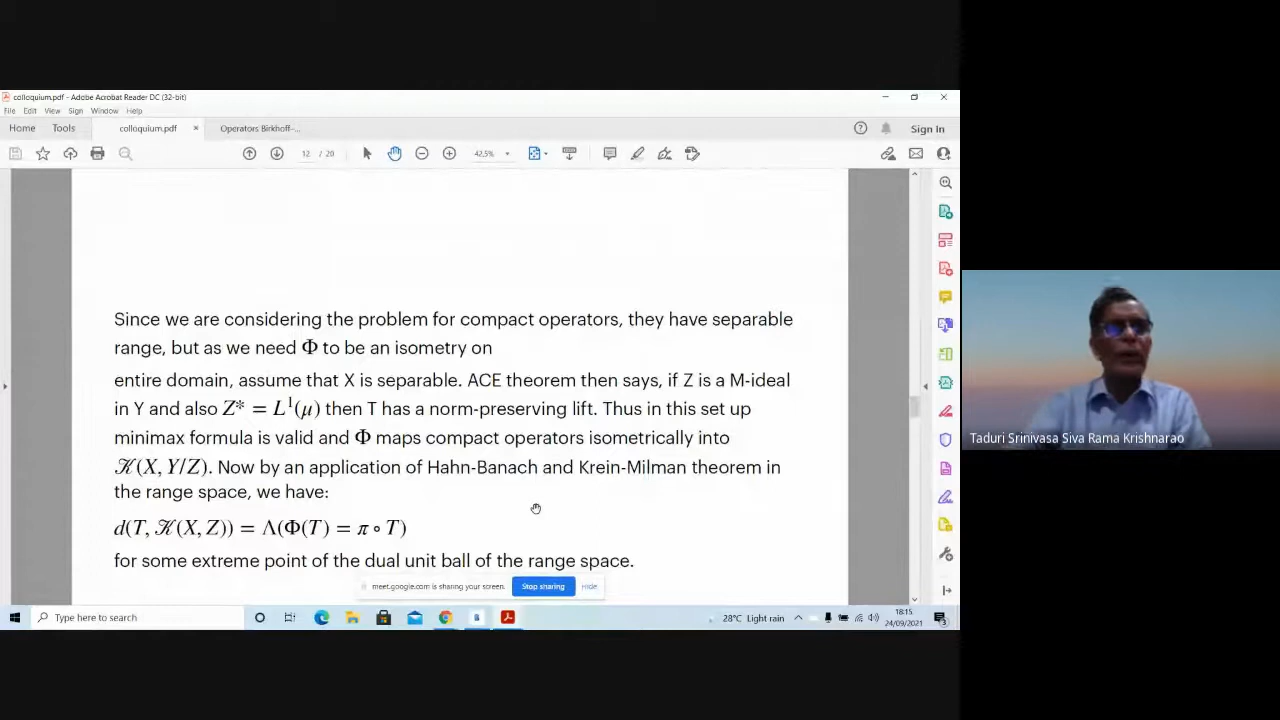 colloquium.pdf - Adobe Acrobat Reader DC (32-bit)
File Edit View Sign Window Help
Home Tools colloquium.pdf × Operators Birkhoff-... Sign In
12 / 20 42.5%
Since we are considering the problem for compact operators, they have separable
range, but as we need Φ to be an isometry on
entire domain, assume that X is separable. ACE theorem then says, if Z is a M-ideal
in Y and also Z* = L¹(μ) then T has a norm-preserving lift. Thus in this set up
minimax formula is valid and Φ maps compact operators isometrically into
𝒦(X, Y/Z). Now by an application of Hahn-Banach and Krein-Milman theorem in
the range space, we have:
d(T, 𝒦(X, Z)) = Λ(Φ(T) = π ∘ T)
for some extreme point of the dual unit ball of the range space.
meet.google.com is sharing your screen. Stop sharing Hide
Taduri Srinivasa Siva Rama Krishnarao
Type here to search
28°C Light rain
18:15
24/09/2021